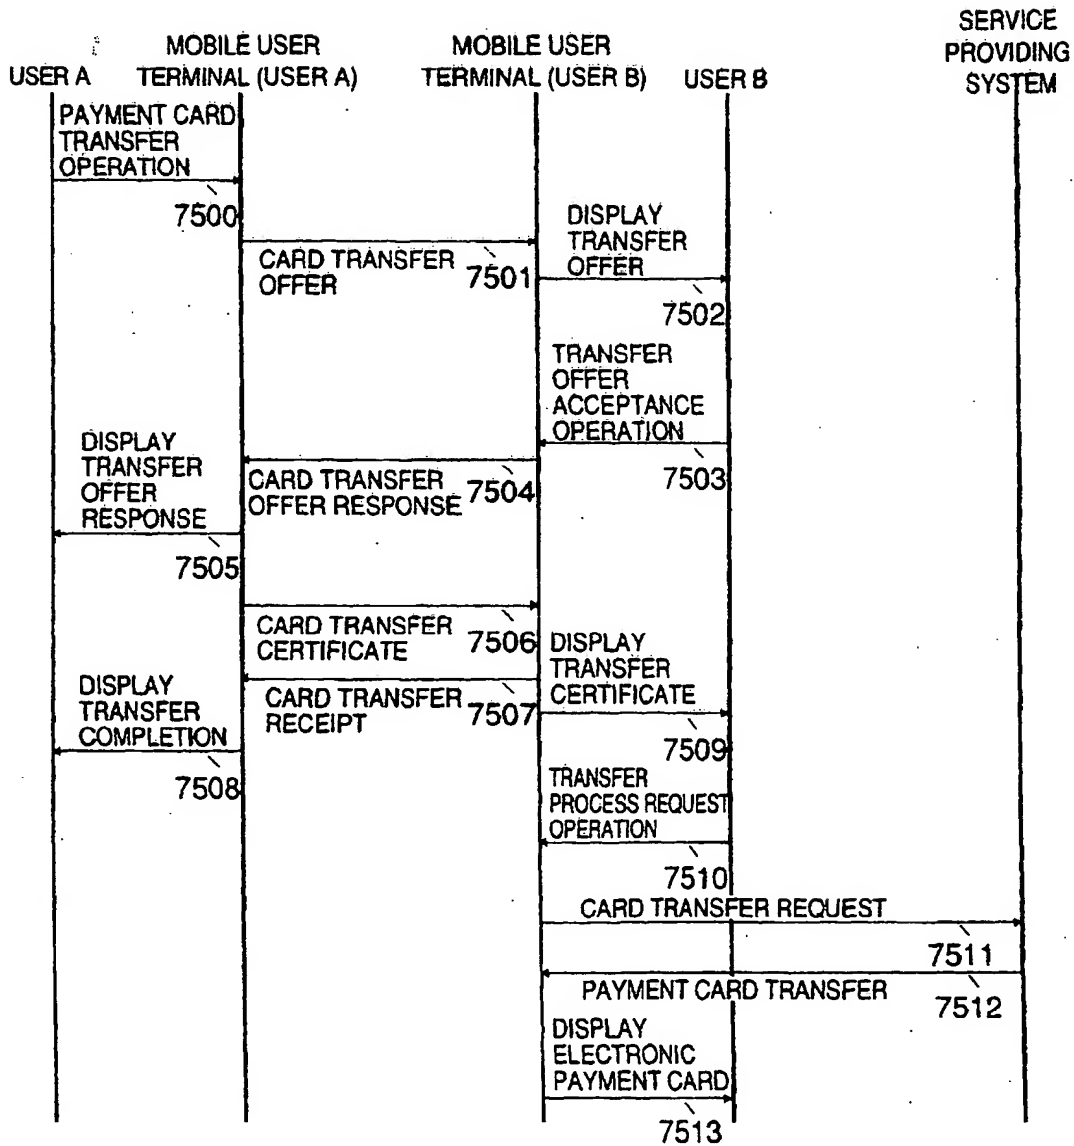 SERVICE
PROVIDING
SYSTEM
MOBILE USER
TERMINAL (USER A)
MOBILE USER
TERMINAL (USER B)
USER A
USER B
PAYMENT CARD
TRANSFER
OPERATION
7500
CARD TRANSFER
OFFER
7501
DISPLAY
TRANSFER
OFFER
7502
TRANSFER
OFFER
ACCEPTANCE
OPERATION
7503
CARD TRANSFER
OFFER RESPONSE
7504
DISPLAY
TRANSFER
OFFER
RESPONSE
7505
CARD TRANSFER
CERTIFICATE
7506
CARD TRANSFER
RECEIPT
7507
DISPLAY
TRANSFER
COMPLETION
7508
DISPLAY
TRANSFER
CERTIFICATE
7509
TRANSFER
PROCESS REQUEST
OPERATION
7510
CARD TRANSFER REQUEST
7511
PAYMENT CARD TRANSFER
7512
DISPLAY
ELECTRONIC
PAYMENT CARD
7513